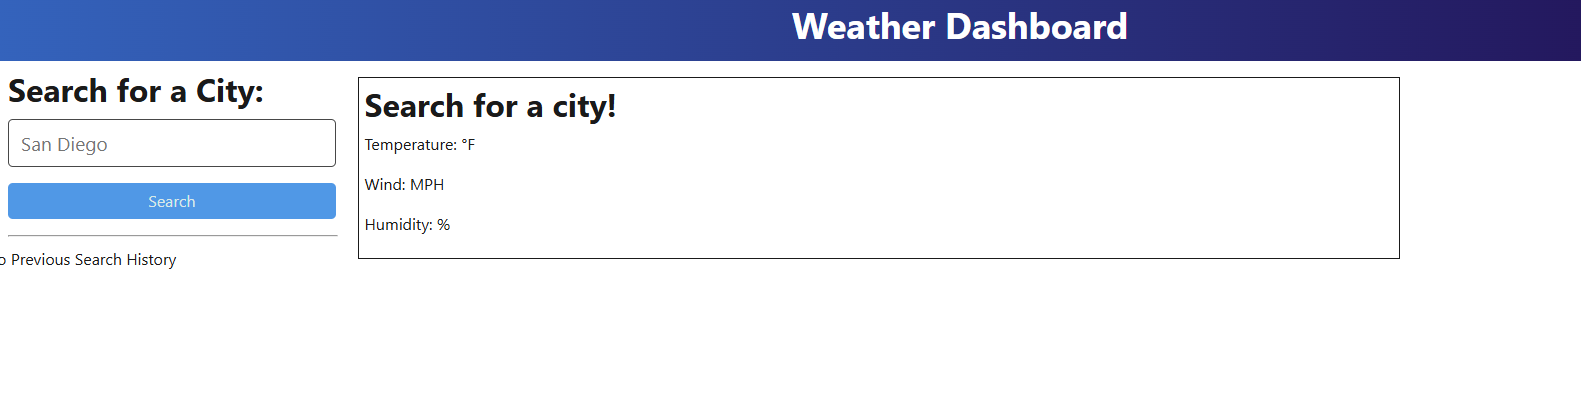 Weather Dashboard
Search for a City:
San Diego
Search
o Previous Search History
Search for a city!
Temperature: °F
Wind: MPH
Humidity: %